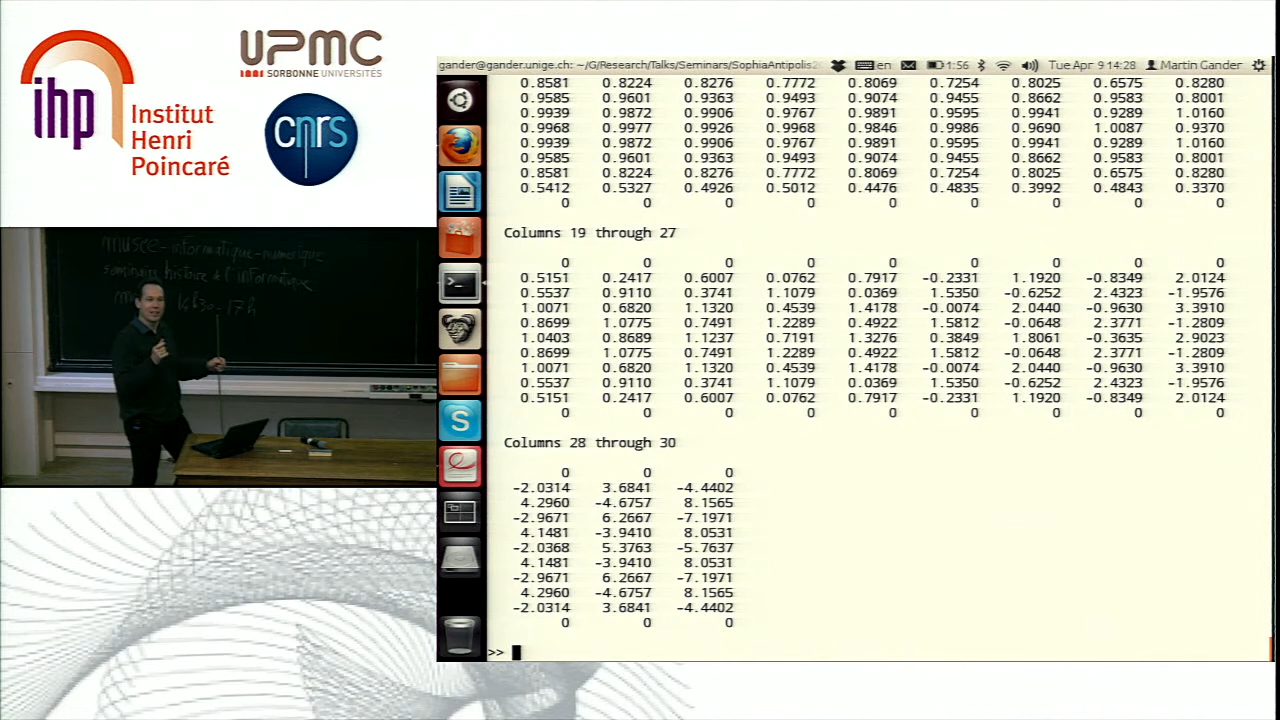 ihp
Institut
Henri
Poincaré
UPMC
SORBONNE UNIVERSITÉS
cnrs
musée-informatique-numerique
séminaire histoire de l'informatique
14h30-17h
gander@gander.unige.ch: ~/G/Research/Talks/Seminars/SophiaAntipolis2 en 1:56 Tue Apr 9 14:28 Martin Gander
0.8581 0.8224 0.8276 0.7772 0.8069 0.7254 0.8025 0.6575 0.8280
0.9585 0.9601 0.9363 0.9493 0.9074 0.9455 0.8662 0.9583 0.8001
0.9939 0.9872 0.9906 0.9767 0.9891 0.9595 0.9941 0.9289 1.0160
0.9968 0.9977 0.9926 0.9968 0.9846 0.9986 0.9690 1.0087 0.9370
0.9939 0.9872 0.9906 0.9767 0.9891 0.9595 0.9941 0.9289 1.0160
0.9585 0.9601 0.9363 0.9493 0.9074 0.9455 0.8662 0.9583 0.8001
0.8581 0.8224 0.8276 0.7772 0.8069 0.7254 0.8025 0.6575 0.8280
0.5412 0.5327 0.4926 0.5012 0.4476 0.4835 0.3992 0.4843 0.3370
0 0 0 0 0 0 0 0 0
Columns 19 through 27
0 0 0 0 0 0 0 0 0
0.5151 0.2417 0.6007 0.0762 0.7917 -0.2331 1.1920 -0.8349 2.0124
0.5537 0.9110 0.3741 1.1079 0.0369 1.5350 -0.6252 2.4323 -1.9576
1.0071 0.6820 1.1320 0.4539 1.4178 -0.0074 2.0440 -0.9630 3.3910
0.8699 1.0775 0.7491 1.2289 0.4922 1.5812 -0.0648 2.3771 -1.2809
1.0403 0.8689 1.1237 0.7191 1.3276 0.3849 1.8061 -0.3635 2.9023
0.8699 1.0775 0.7491 1.2289 0.4922 1.5812 -0.0648 2.3771 -1.2809
1.0071 0.6820 1.1320 0.4539 1.4178 -0.0074 2.0440 -0.9630 3.3910
0.5537 0.9110 0.3741 1.1079 0.0369 1.5350 -0.6252 2.4323 -1.9576
0.5151 0.2417 0.6007 0.0762 0.7917 -0.2331 1.1920 -0.8349 2.0124
0 0 0 0 0 0 0 0 0
Columns 28 through 30
0 0 0
-2.0314 3.6841 -4.4402
4.2960 -4.6757 8.1565
-2.9671 6.2667 -7.1971
4.1481 -3.9410 8.0531
-2.0368 5.3763 -5.7637
4.1481 -3.9410 8.0531
-2.9671 6.2667 -7.1971
4.2960 -4.6757 8.1565
-2.0314 3.6841 -4.4402
0 0 0
>>